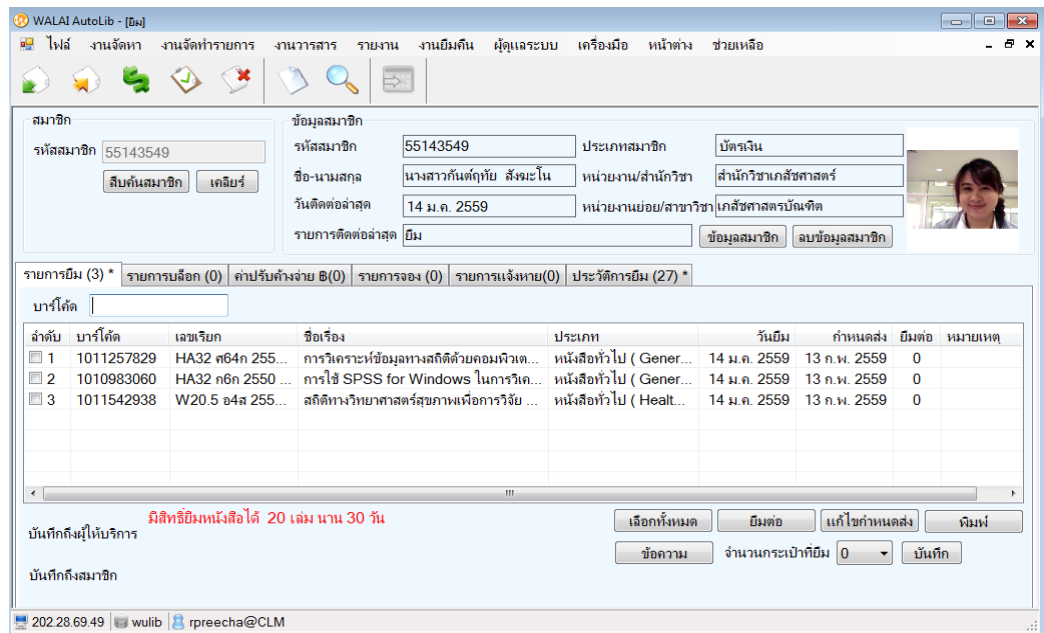 WALAI AutoLib - [ยืม]
ไฟล์ งานจัดหา งานจัดทำรายการ งานวารสาร รายงาน งานยืมคืน ผู้ดูแลระบบ เครื่องมือ หน้าต่าง ช่วยเหลือ
สมาชิก
รหัสสมาชิก 55143549
สืบค้นสมาชิก เคลียร์
ข้อมูลสมาชิก
รหัสสมาชิก 55143549 ประเภทสมาชิก บัตรเงิน
ชื่อ-นามสกุล นางสาวกันต์ฤทัย สังฆะโน หน่วยงาน/สำนักวิชา สำนักวิชาเภสัชศาสตร์
วันติดต่อล่าสุด 14 ม.ค. 2559 หน่วยงานย่อย/สาขาวิชา เภสัชศาสตรบัณฑิต
รายการติดต่อล่าสุด ยืม ข้อมูลสมาชิก ลบข้อมูลสมาชิก
รายการยืม (3) * รายการบล็อก (0) ค่าปรับค้างจ่าย ฿(0) รายการจอง (0) รายการแจ้งหาย(0) ประวัติการยืม (27) *
บาร์โค้ด
ลำดับ บาร์โค้ด เลขเรียก ชื่อเรื่อง ประเภท วันยืม กำหนดส่ง ยืมต่อ หมายเหตุ
1 1011257829 HA32 ศ64ก 255... การวิเคราะห์ข้อมูลทางสถิติด้วยคอมพิวเต... หนังสือทั่วไป ( Gener... 14 ม.ค. 2559 13 ก.พ. 2559 0
2 1010983060 HA32 ก6ก 2550 ... การใช้ SPSS for Windows ในการวิเค... หนังสือทั่วไป ( Gener... 14 ม.ค. 2559 13 ก.พ. 2559 0
3 1011542938 W20.5 อ4ส 255... สถิติทางวิทยาศาสตร์สุขภาพเพื่อการวิจัย ... หนังสือทั่วไป ( Healt... 14 ม.ค. 2559 13 ก.พ. 2559 0
มีสิทธิ์ยืมหนังสือได้ 20 เล่ม นาน 30 วัน
เลือกทั้งหมด ยืมต่อ แก้ไขกำหนดส่ง พิมพ์
บันทึกถึงผู้ให้บริการ
ข้อความ จำนวนกระเป๋าที่ยืม 0 บันทึก
บันทึกถึงสมาชิก
202.28.69.49 wulib rpreecha@CLM